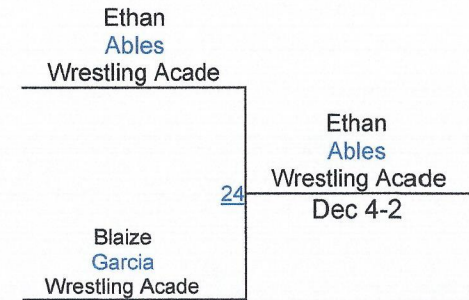 Ethan
Ables
Wrestling Acade
Ethan
Ables
Wrestling Acade
24
Dec 4-2
Blaize
Garcia
Wrestling Acade